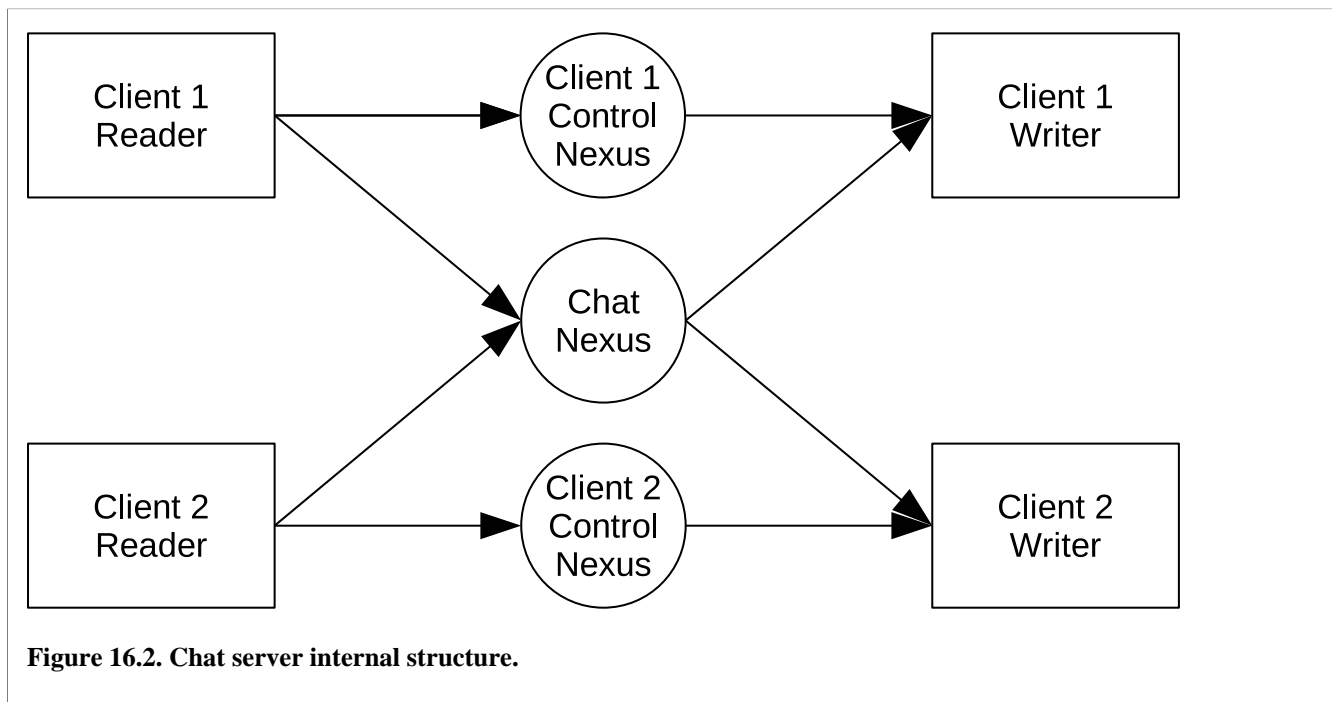 Client 1
Reader
Client 1
Control
Nexus
Client 1
Writer
Chat
Nexus
Client 2
Reader
Client 2
Control
Nexus
Client 2
Writer
Figure 16.2. Chat server internal structure.